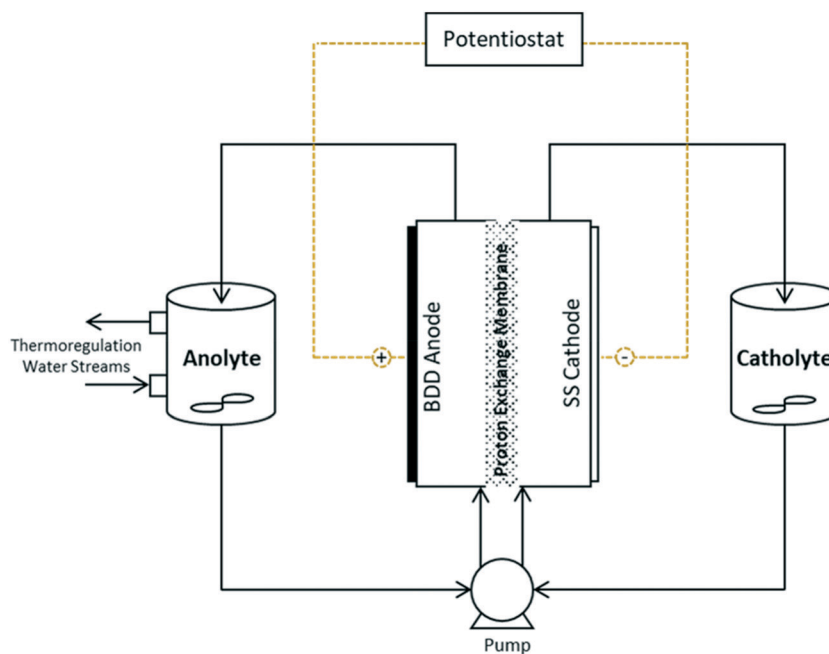 Potentiostat
Thermoregulation
Water Streams
Anolyte
+
BDD Anode
Proton Exchange Membrane
SS Cathode
-
Catholyte
Pump